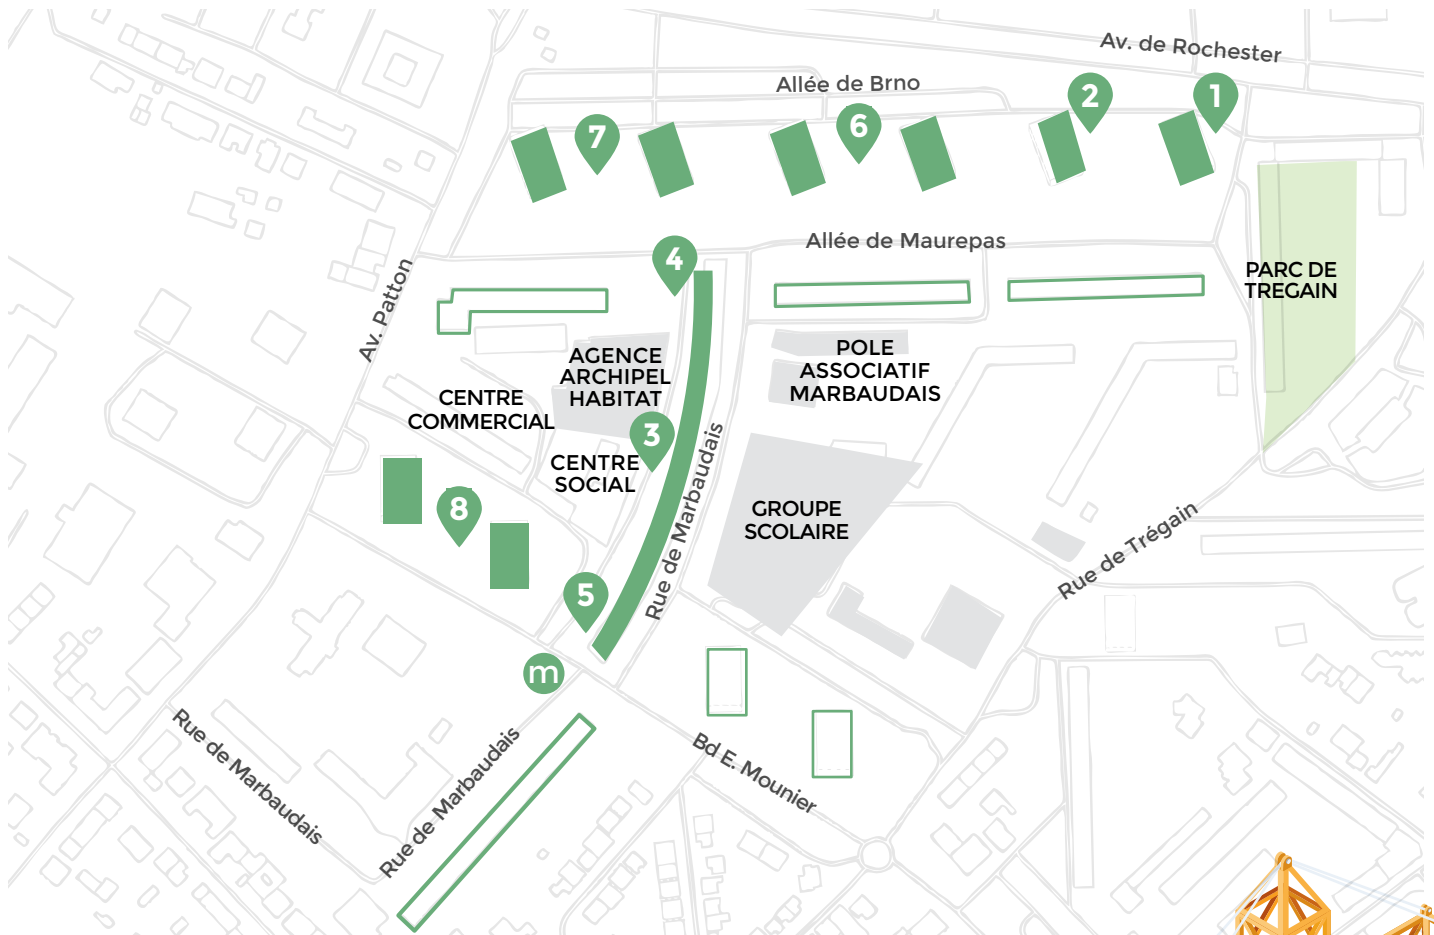 Av. de Rochester
Allée de Brno
1
2
6
7
Allée de Maurepas
4
PARC DE
TREGAIN
Av. Patton
AGENCE
ARCHIPEL
HABITAT
POLE
ASSOCIATIF
MARBAUDAIS
CENTRE
COMMERCIAL
3
CENTRE
SOCIAL
Rue de Marbaudais
8
GROUPE
SCOLAIRE
Rue de Trégain
5
m
Rue de Marbaudais
Rue de Marbaudais
Bd E. Mounier